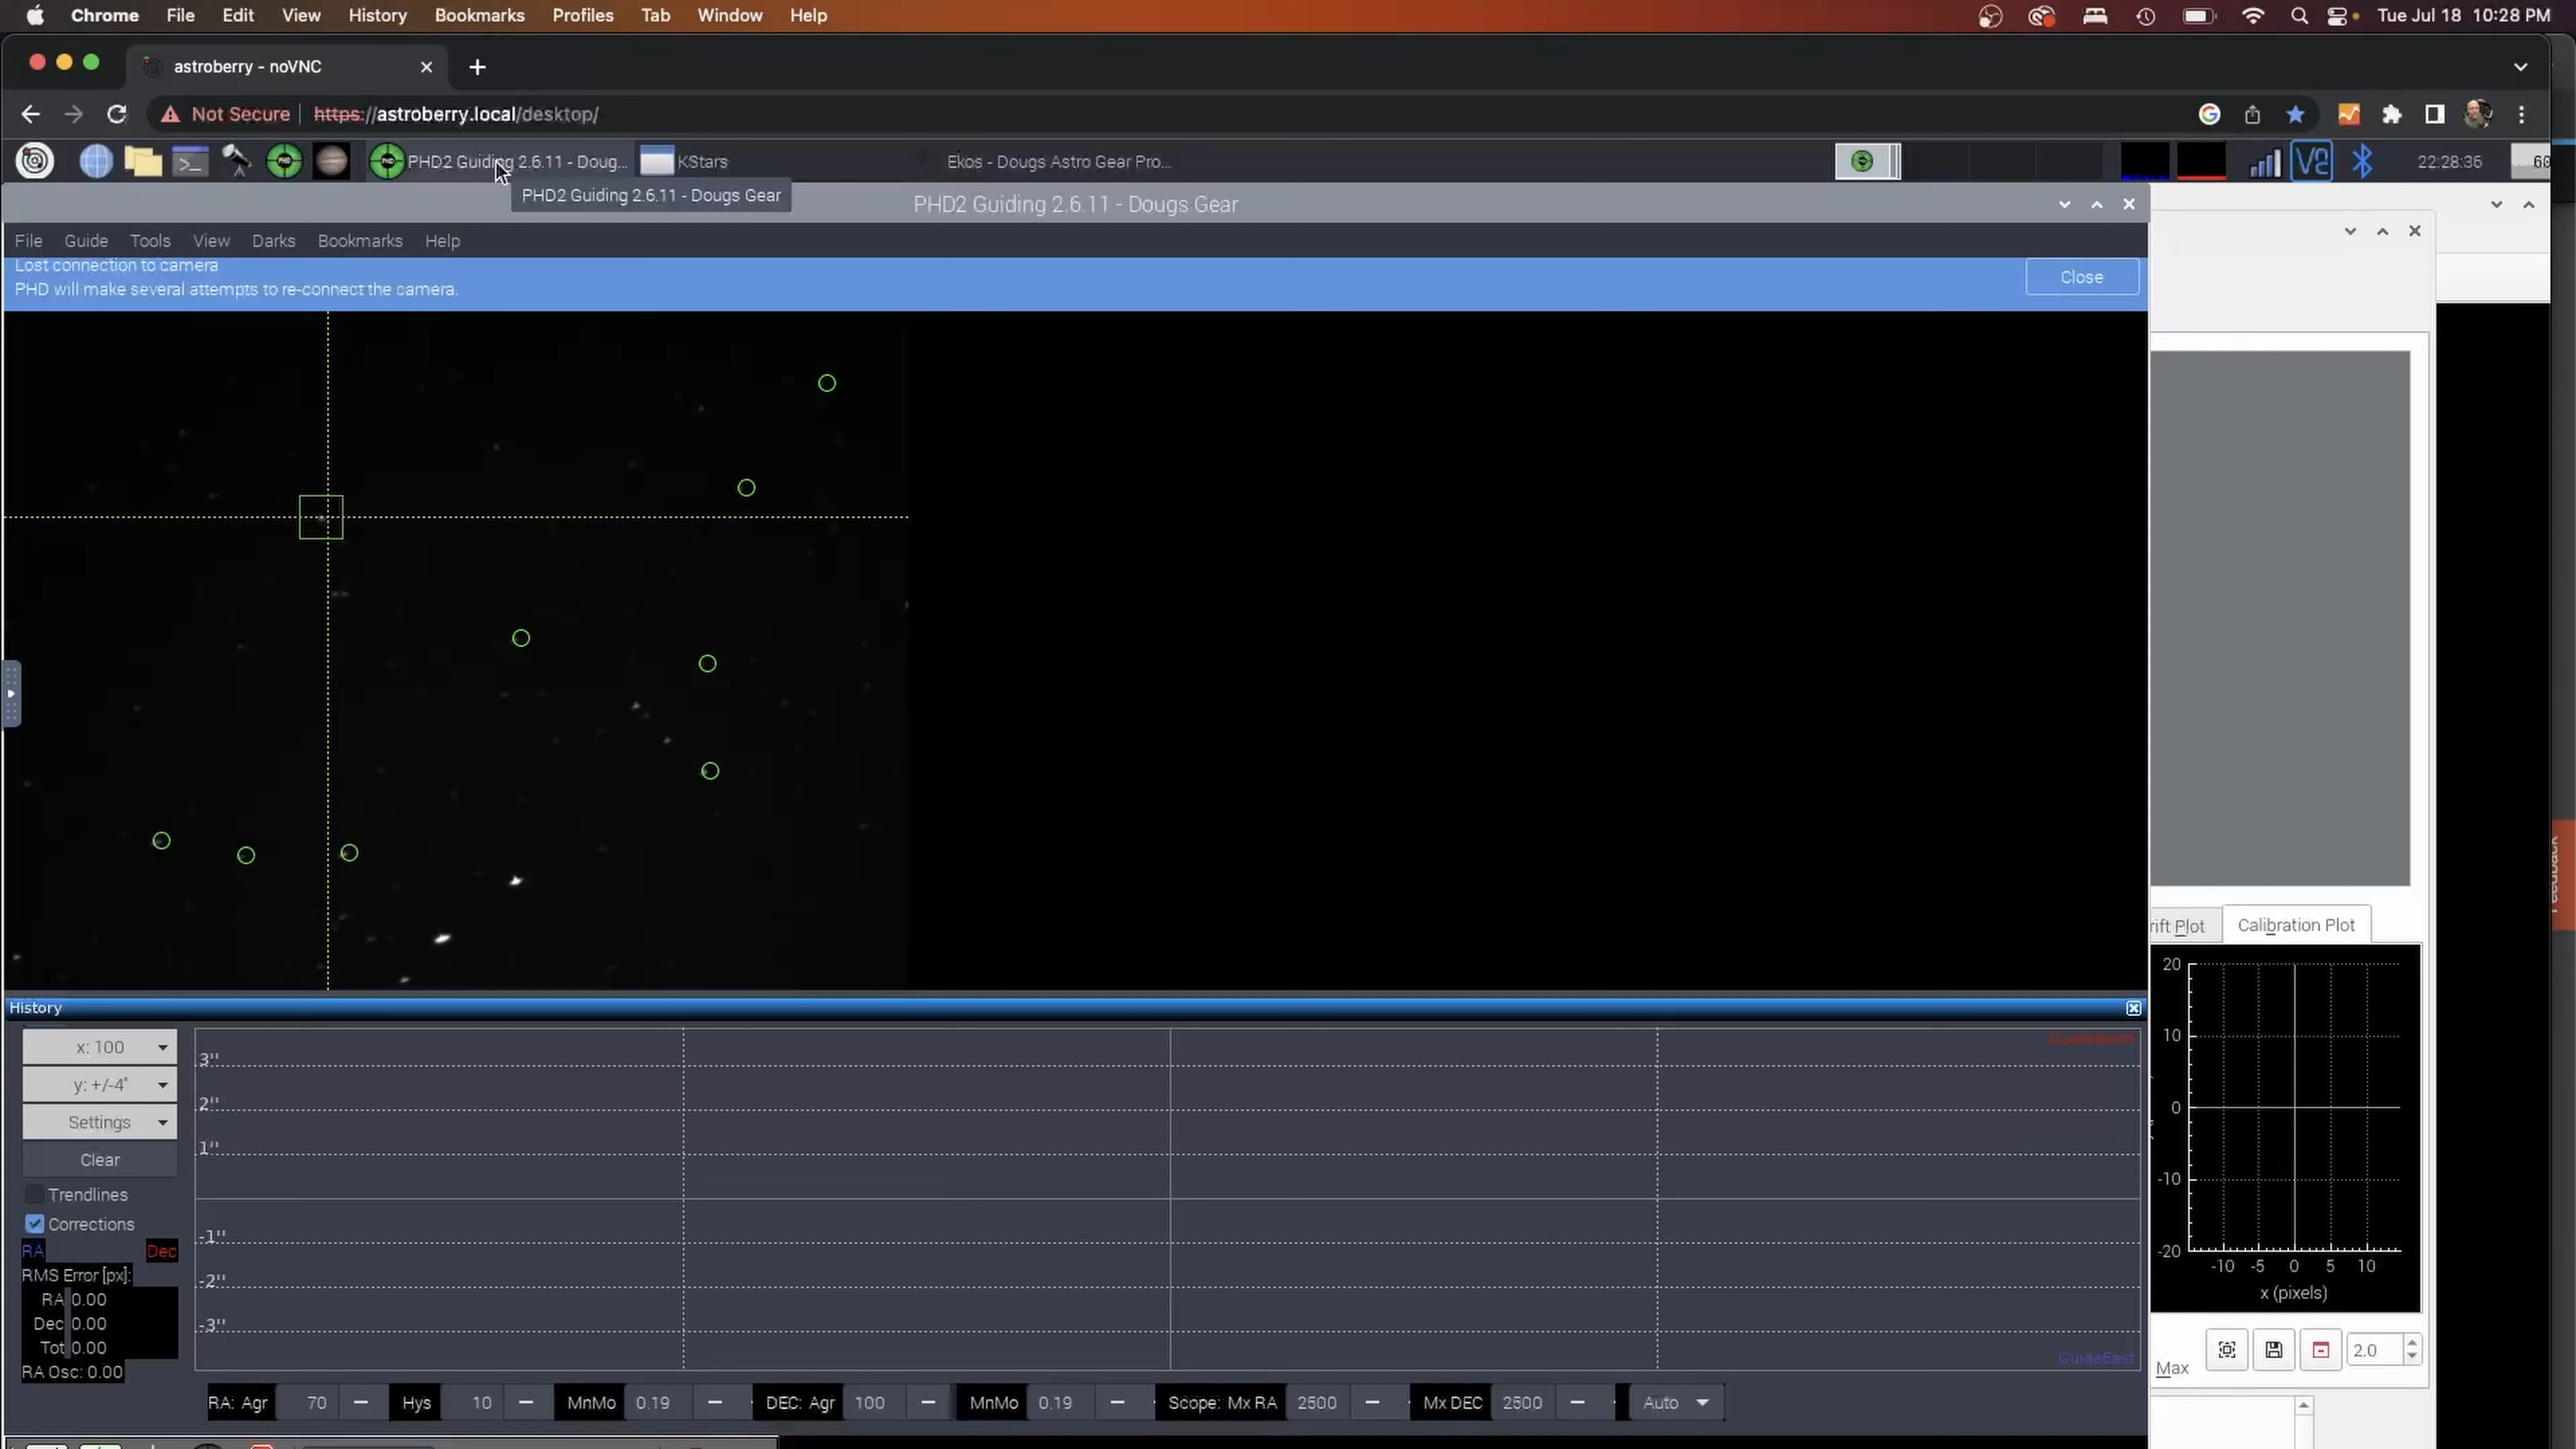 Chrome File Edit View History Bookmarks Profiles Tab Window Help Tue Jul 18 10:28 PM
astroberry - noVNC
Not Secure https://astroberry.local/desktop/
PHD2 Guiding 2.6.11 - Doug... KStars Ekos - Dougs Astro Gear Pro... 22:28:36 60
PHD2 Guiding 2.6.11 - Dougs Gear
PHD2 Guiding 2.6.11 - Dougs Gear
File Guide Tools View Darks Bookmarks Help
Lost connection to camera
PHD will make several attempts to re-connect the camera.
Close
Feedback
rift Plot Calibration Plot
20
10
0
-10
-20
-10 -5 0 5 10
x (pixels)
Max 2.0
History
x: 100
y: +/-4"
Settings
Clear
Trendlines
Corrections
RA Dec
RMS Error [px]:
RA 0.00
Dec 0.00
Tot 0.00
RA Osc: 0.00
3''
2''
1''
-1''
-2''
-3''
GuideNorth
GuideEast
RA: Agr 70 Hys 10 MnMo 0.19 DEC: Agr 100 MnMo 0.19 Scope: Mx RA 2500 Mx DEC 2500 Auto